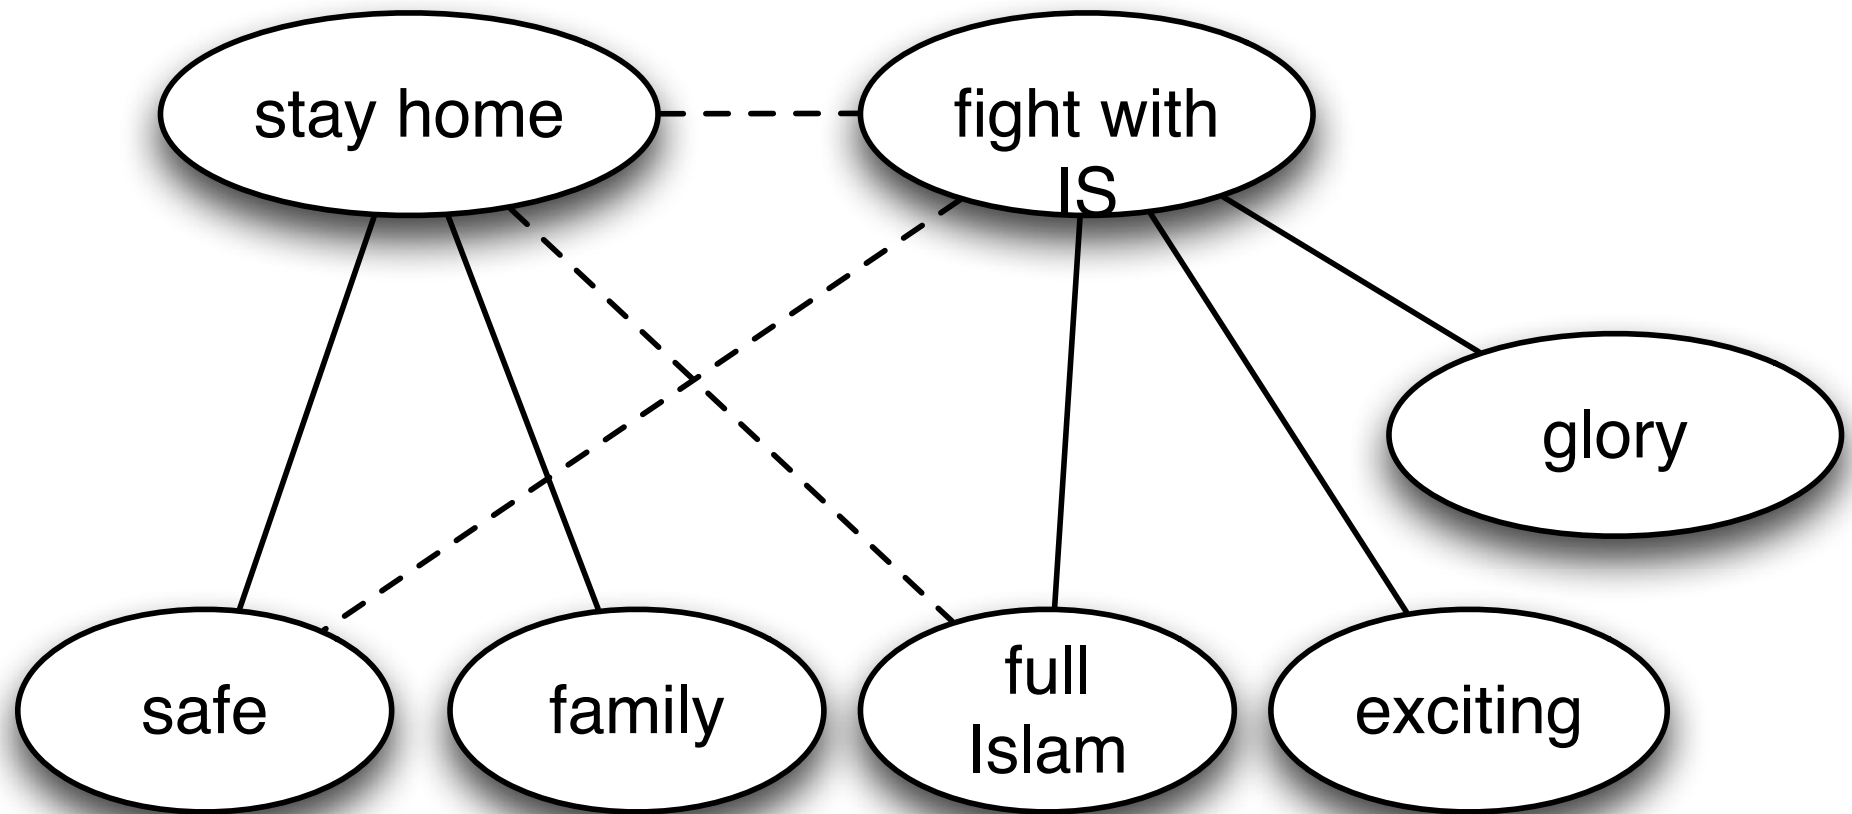 stay home
fight with
IS
glory
safe
family
full
Islam
exciting